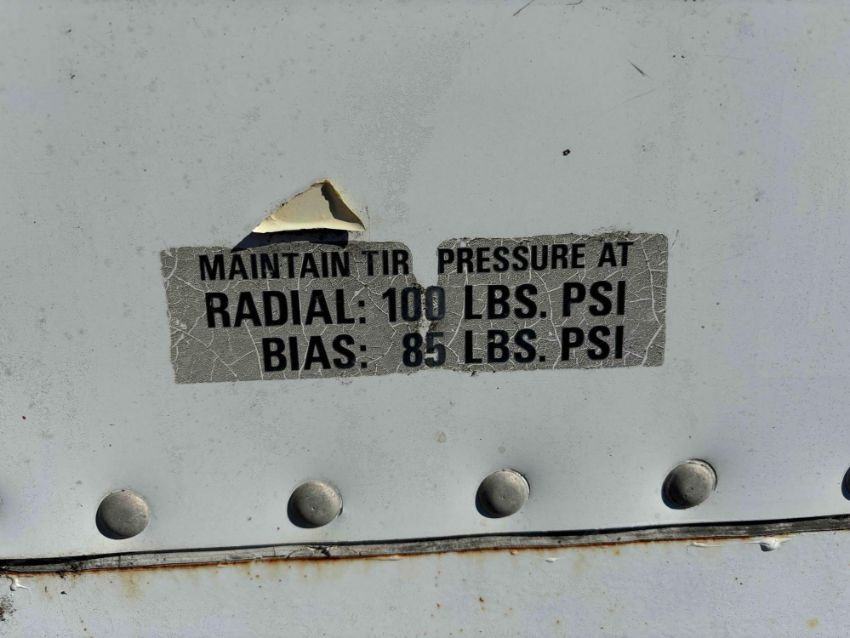 MAINTAIN TIR PRESSURE AT
RADIAL: 100 LBS. PSI
BIAS: 85 LBS. PSI